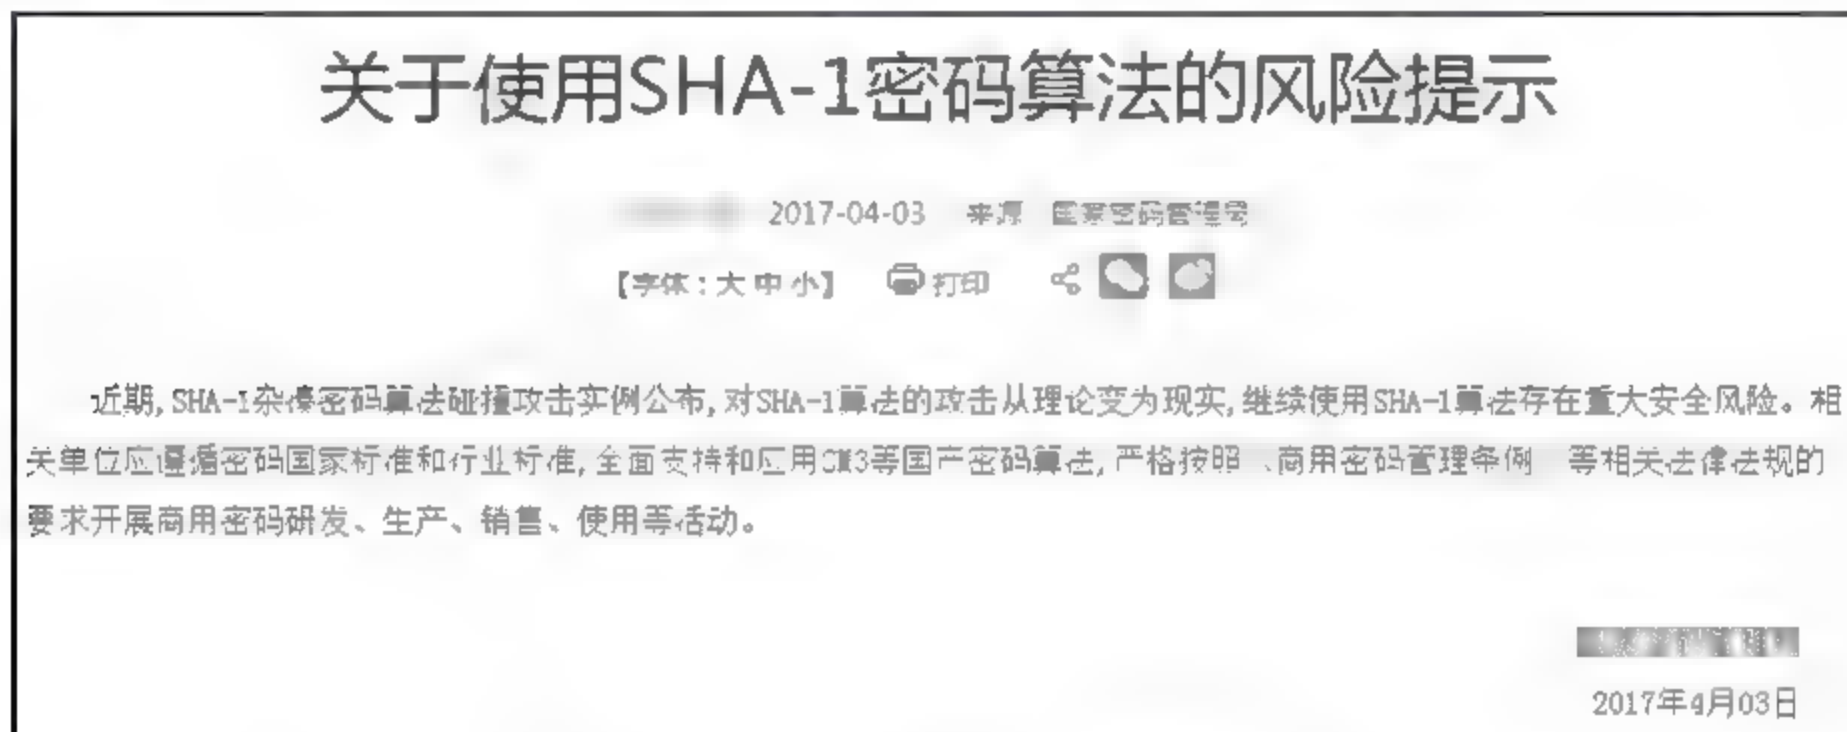 关于使用SHA-1密码算法的风险提示
2017-04-03 来源 国家密码管理局
【字体:大 中 小】 打印
近期,SHA-1杂凑密码算法碰撞攻击实例公布,对SHA-1算法的攻击从理论变为现实,继续使用SHA-1算法存在重大安全风险。相
关单位应遵循密码国家标准和行业标准,全面支持和应用SM3等国产密码算法,严格按照《商用密码管理条例》等相关法律法规的
要求开展商用密码研发、生产、销售、使用等活动。
2017年4月03日